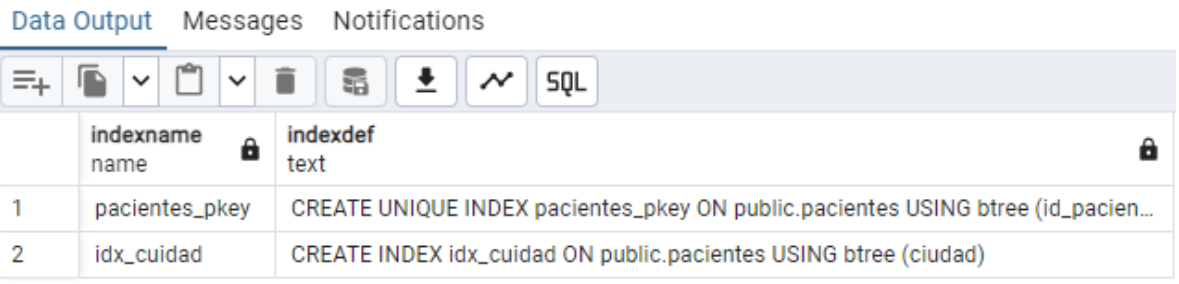 Data Output Messages Notifications
SQL
indexname indexdef
name text
1 pacientes_pkey CREATE UNIQUE INDEX pacientes_pkey ON public.pacientes USING btree (id_pacien...
2 idx_cuidad CREATE INDEX idx_cuidad ON public.pacientes USING btree (ciudad)